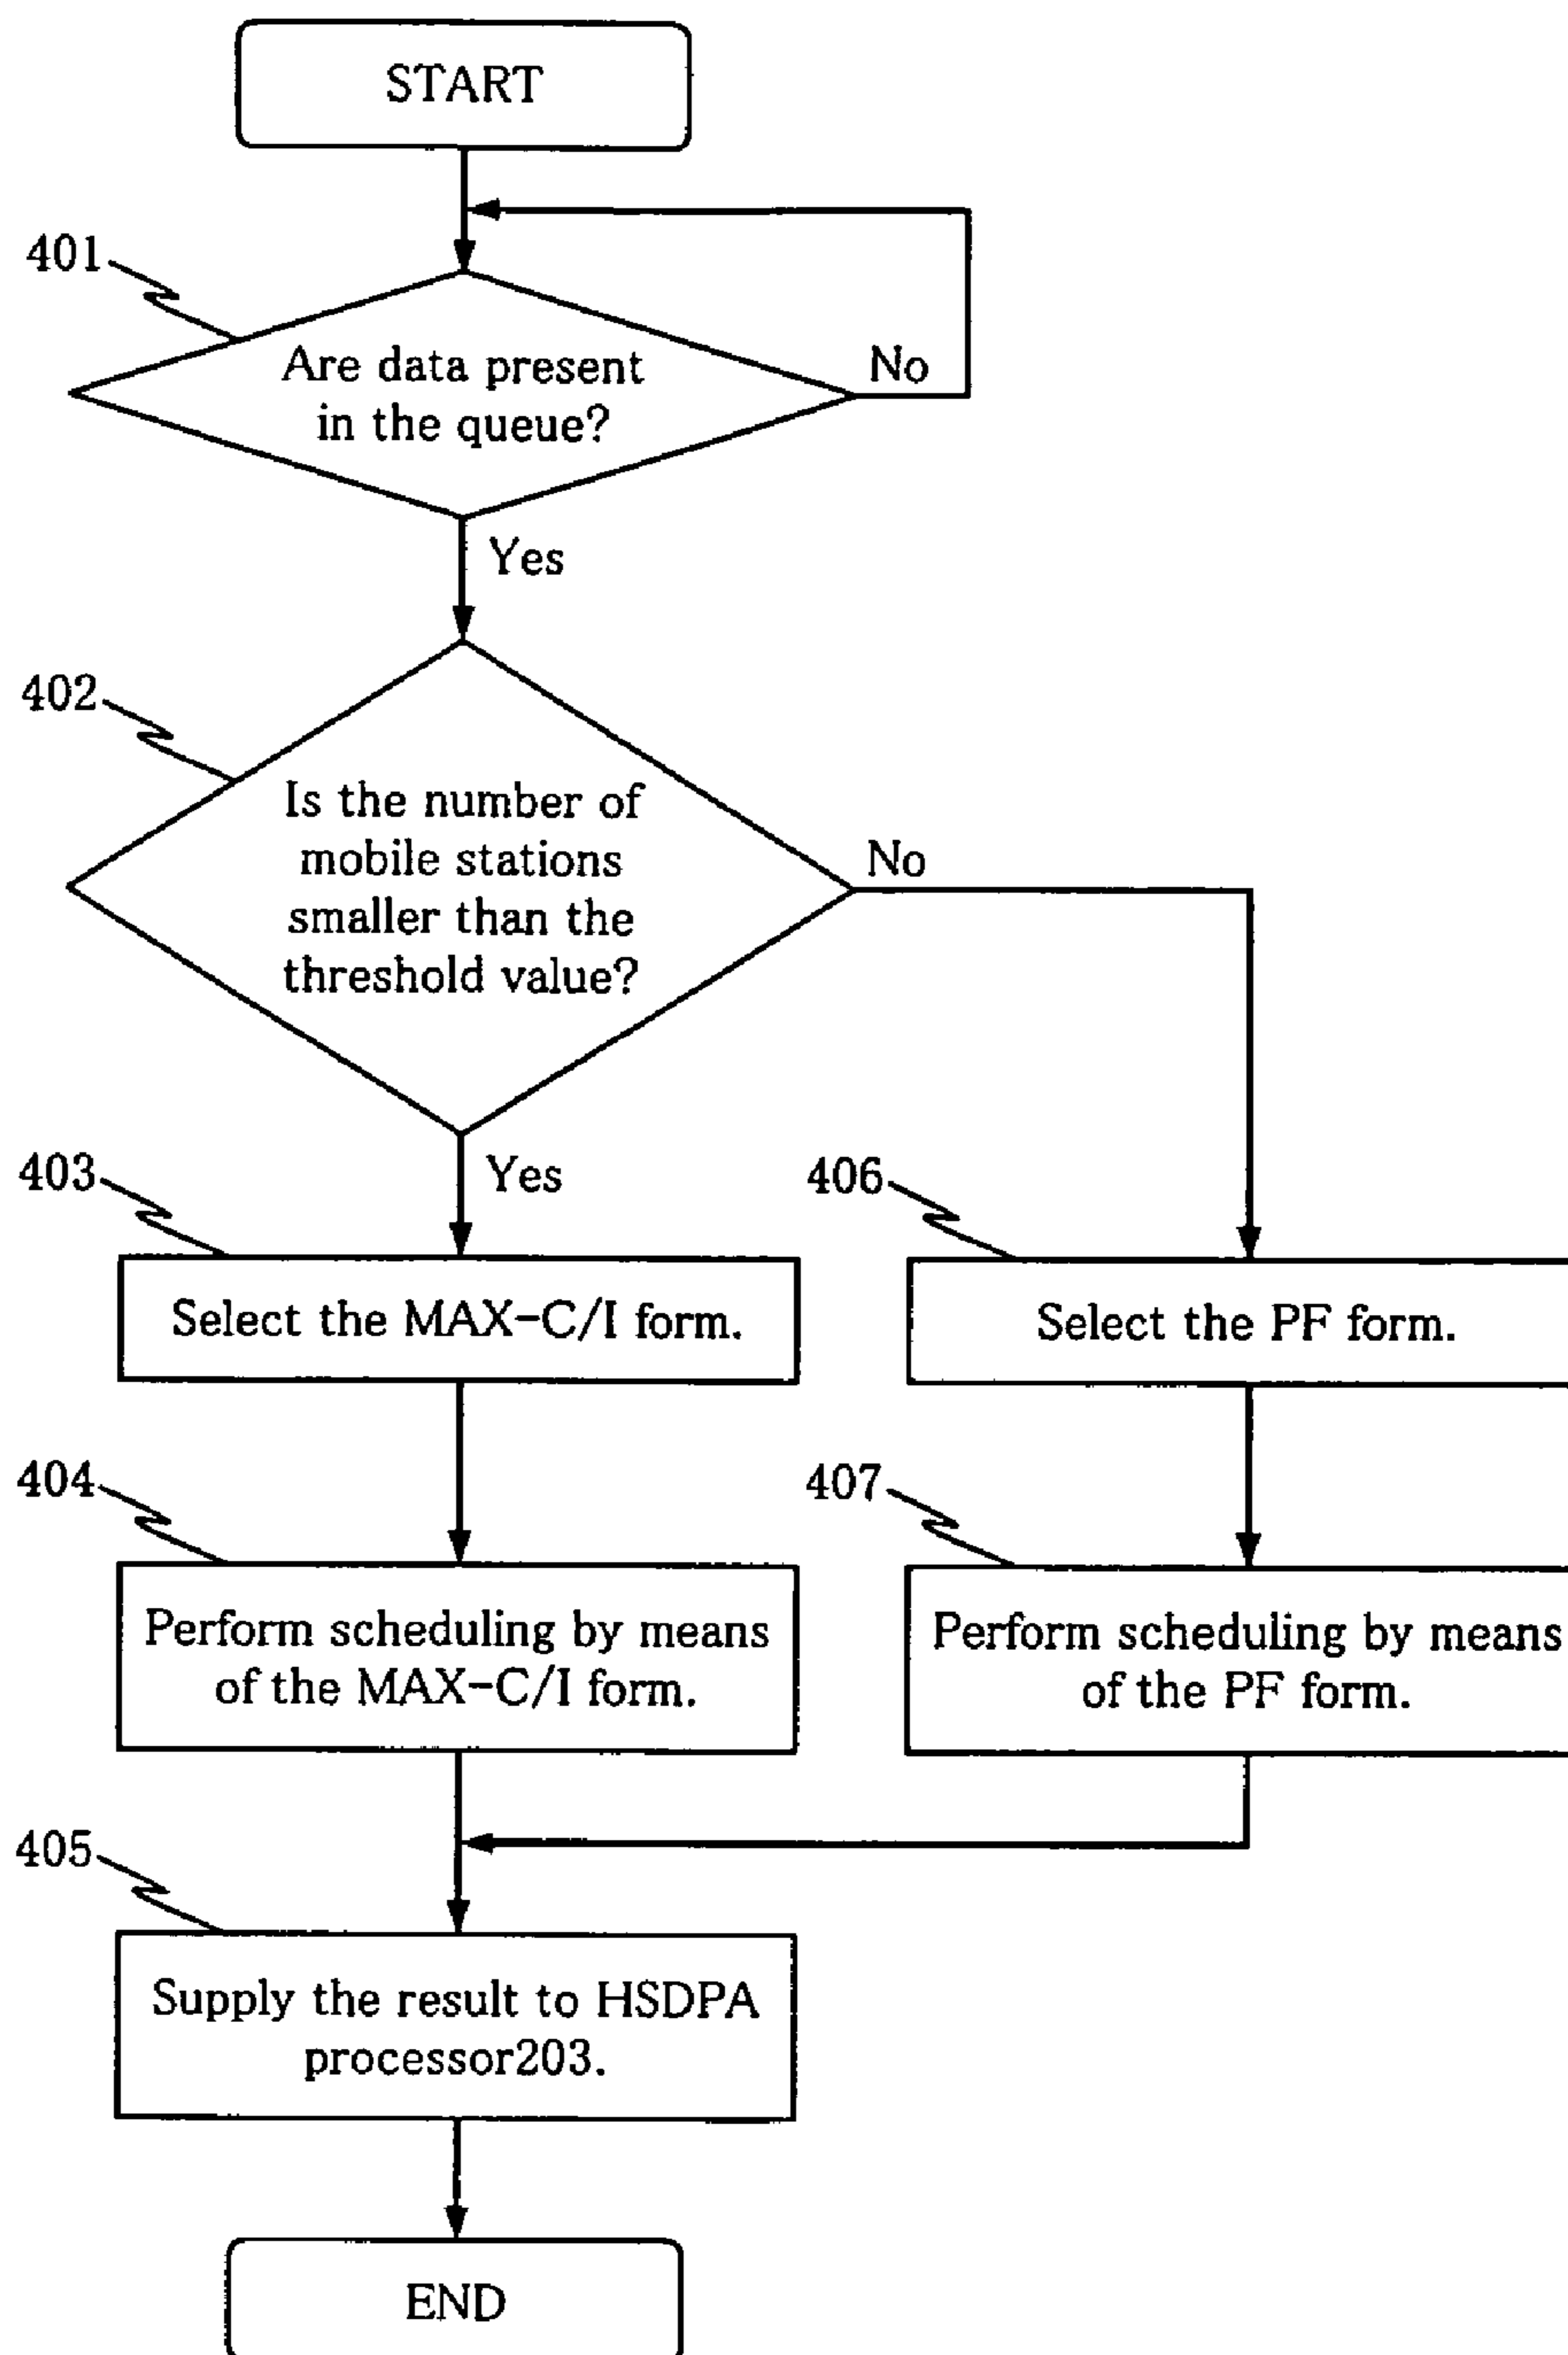 START
401
Are data present
in the queue?
No
Yes
402
Is the number of
mobile stations
smaller than the
threshold value?
No
Yes
403
Select the MAX-C/I form.
406
Select the PF form.
404
Perform scheduling by means
of the MAX-C/I form.
407
Perform scheduling by means
of the PF form.
405
Supply the result to HSDPA
processor203.
END